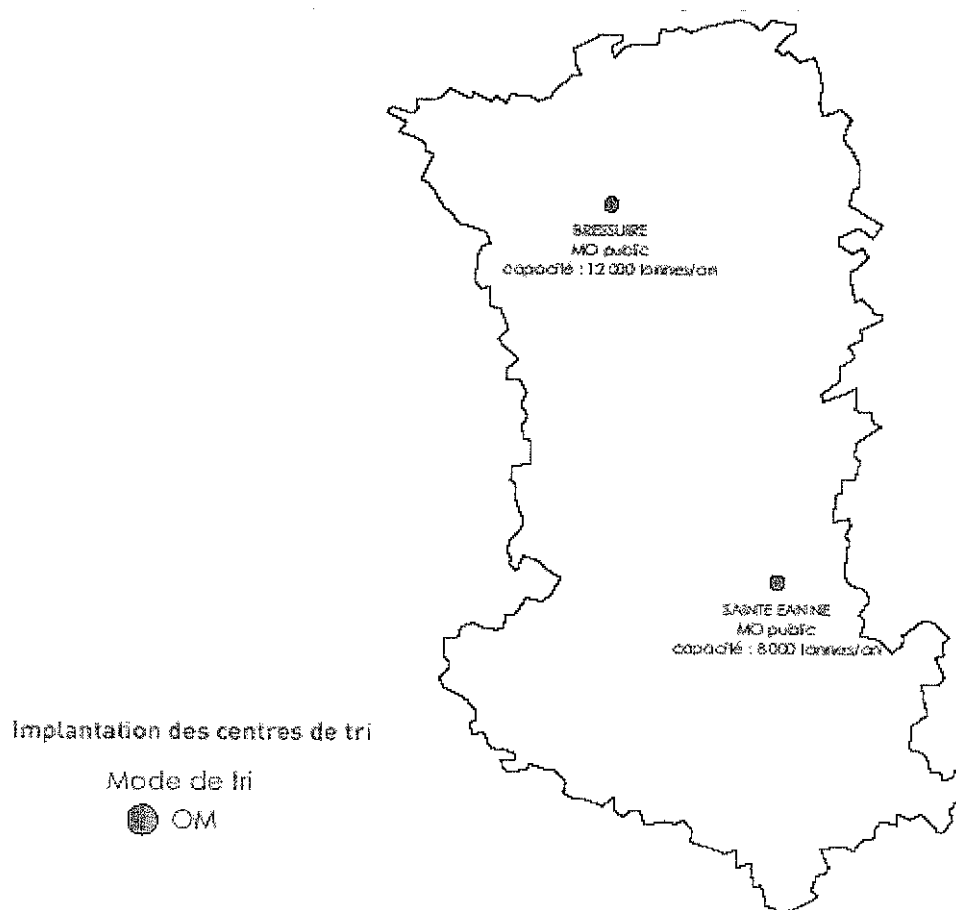 BRESSUIRE
MO public
capacité : 12 000 tonnes/an
SAINTE EANNE
MO public
capacité : 8 000 tonnes/an
Implantation des centres de tri
Mode de tri
OM